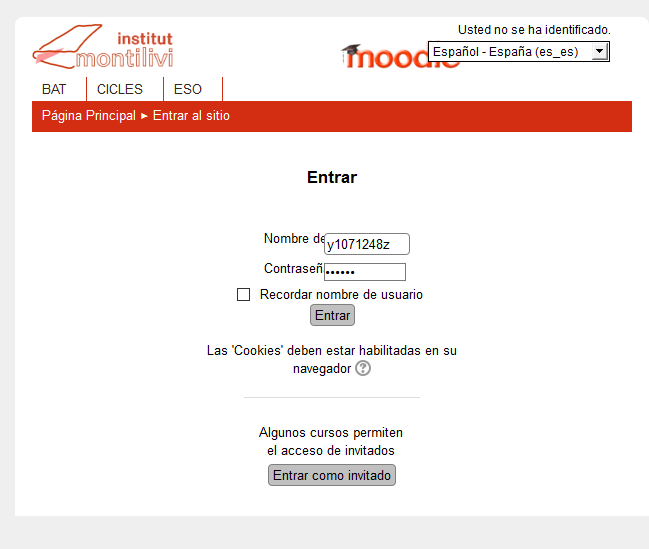 Usted no se ha identificado.
institut
montilivi
moodle
Español - España (es_es)
BAT
CICLES
ESO
Página Principal ► Entrar al sitio
Entrar
Nombre de
y1071248z
Contraseñ
••••••
Recordar nombre de usuario
Entrar
Las 'Cookies' deben estar habilitadas en su
navegador ?
Algunos cursos permiten
el acceso de invitados
Entrar como invitado